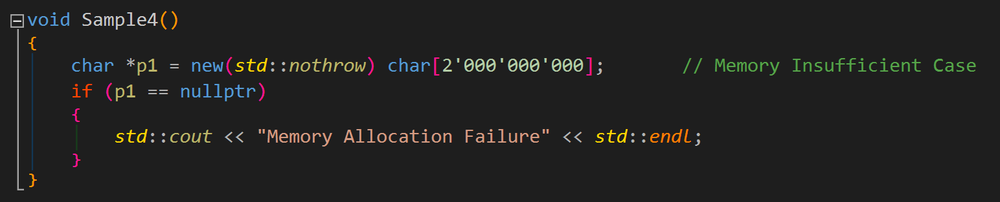 void Sample4()
{
    char *p1 = new(std::nothrow) char[2'000'000'000];       // Memory Insufficient Case
    if (p1 == nullptr)
    {
        std::cout << "Memory Allocation Failure" << std::endl;
    }
}